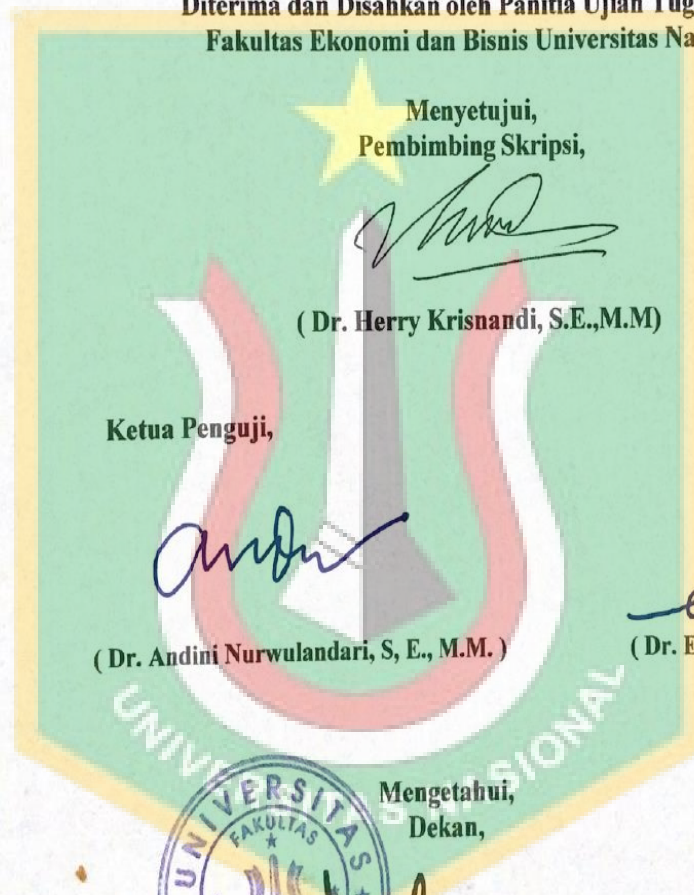 Diterima dan Disahkan oleh Panitia Ujian Tug
Fakultas Ekonomi dan Bisnis Universitas Na
Menyetujui,
Pembimbing Skripsi,
( Dr. Herry Krisnandi, S.E.,M.M)
Ketua Penguji,
( Dr. Andini Nurwulandari, S, E., M.M. )
( Dr. E
UNIVERSITAS NASIONAL
Mengetahui,
Dekan,
UNIVERSITAS
FAKULTAS